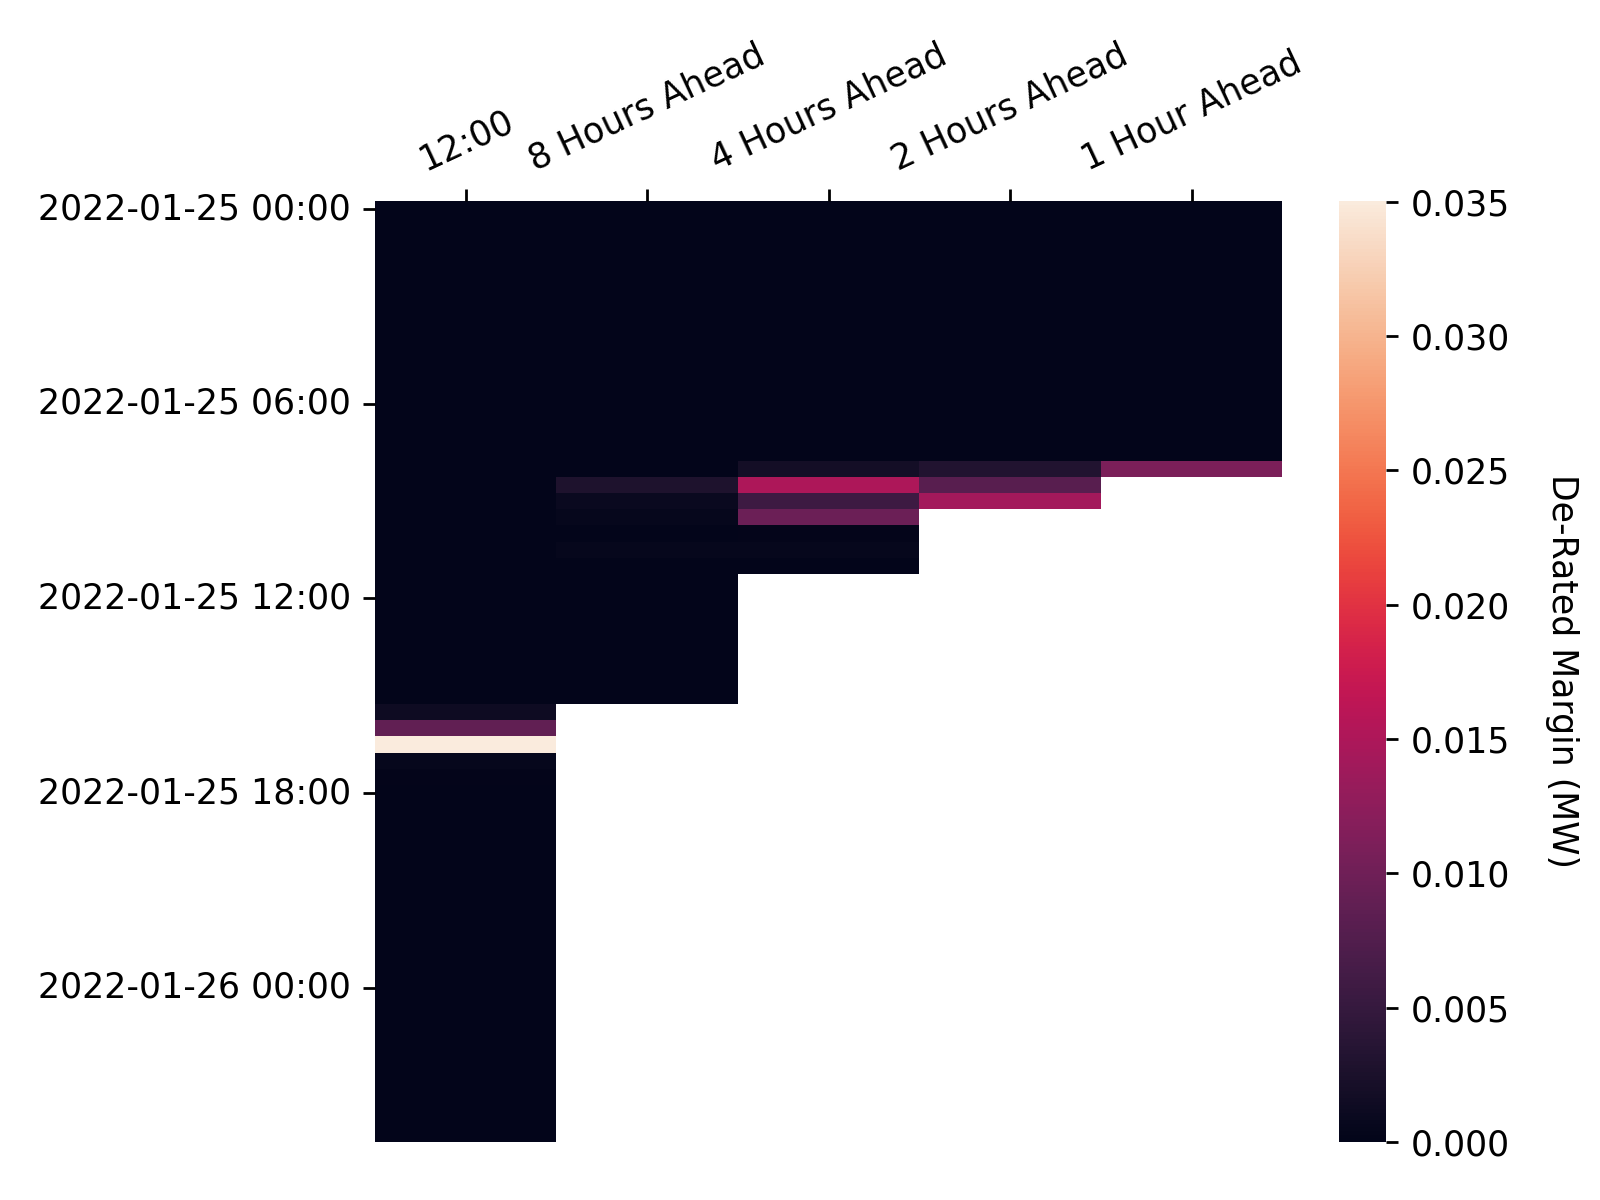 12:00
8 Hours Ahead
4 Hours Ahead
2 Hours Ahead
1 Hour Ahead
2022-01-25 00:00
2022-01-25 06:00
2022-01-25 12:00
2022-01-25 18:00
2022-01-26 00:00
0.035
0.030
0.025
0.020
0.015
0.010
0.005
0.000
De-Rated Margin (MW)